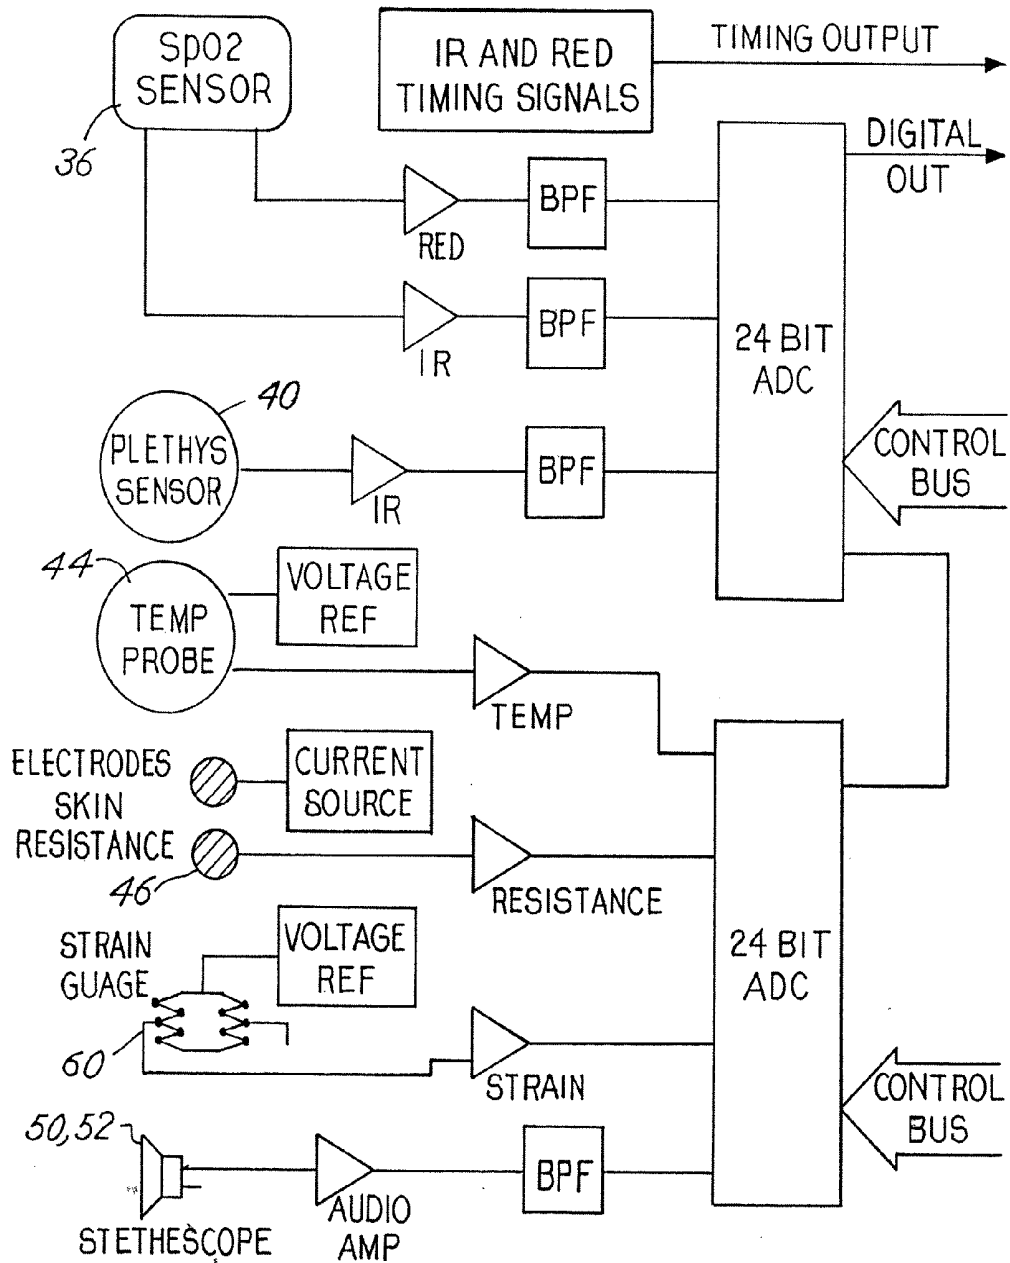 SpO2
SENSOR
36
IR AND RED
TIMING SIGNALS
TIMING OUTPUT
DIGITAL
OUT
RED
BPF
IR
BPF
24 BIT
ADC
40
PLETHYS
SENSOR
IR
BPF
CONTROL
BUS
44
TEMP
PROBE
VOLTAGE
REF
TEMP
ELECTRODES
SKIN
RESISTANCE
46
CURRENT
SOURCE
RESISTANCE
STRAIN
GUAGE
60
VOLTAGE
REF
STRAIN
24 BIT
ADC
CONTROL
BUS
50,52
STETHESCOPE
AUDIO
AMP
BPF